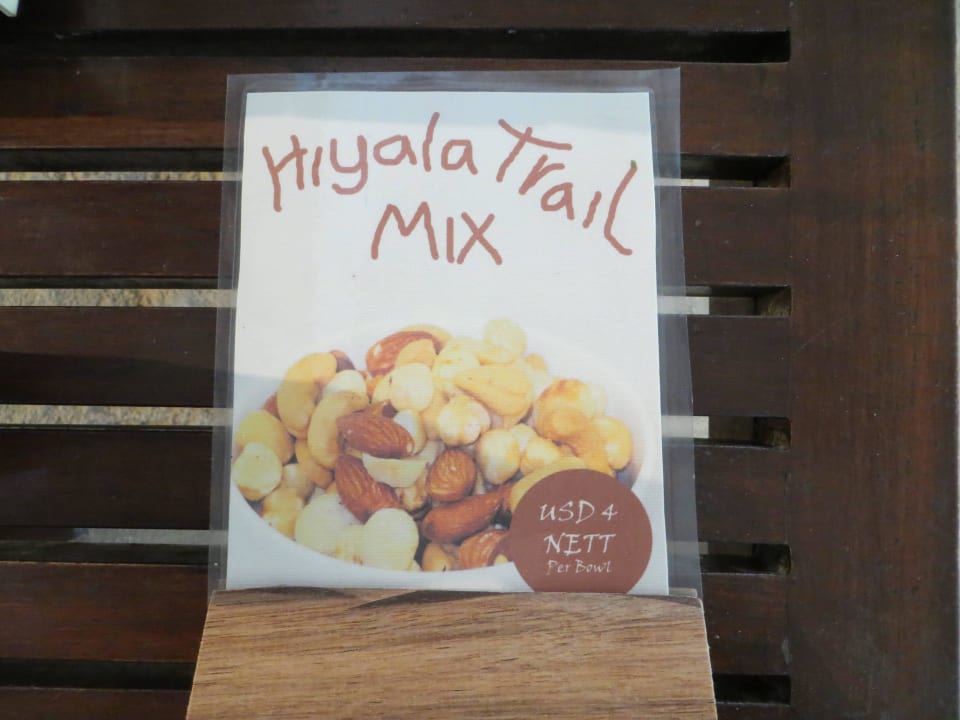 Hiyala Trail
Mix
USD 4
NETT
Per Bowl